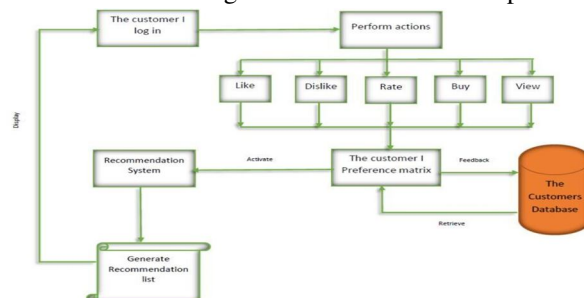 The customer I
log in
Perform actions
Like
Dislike
Rate
Buy
View
Display
Recommendation
System
Activate
The customer I
Preference matrix
Feedback
The
Customers
Database
Retrieve
Generate
Recommendation
list